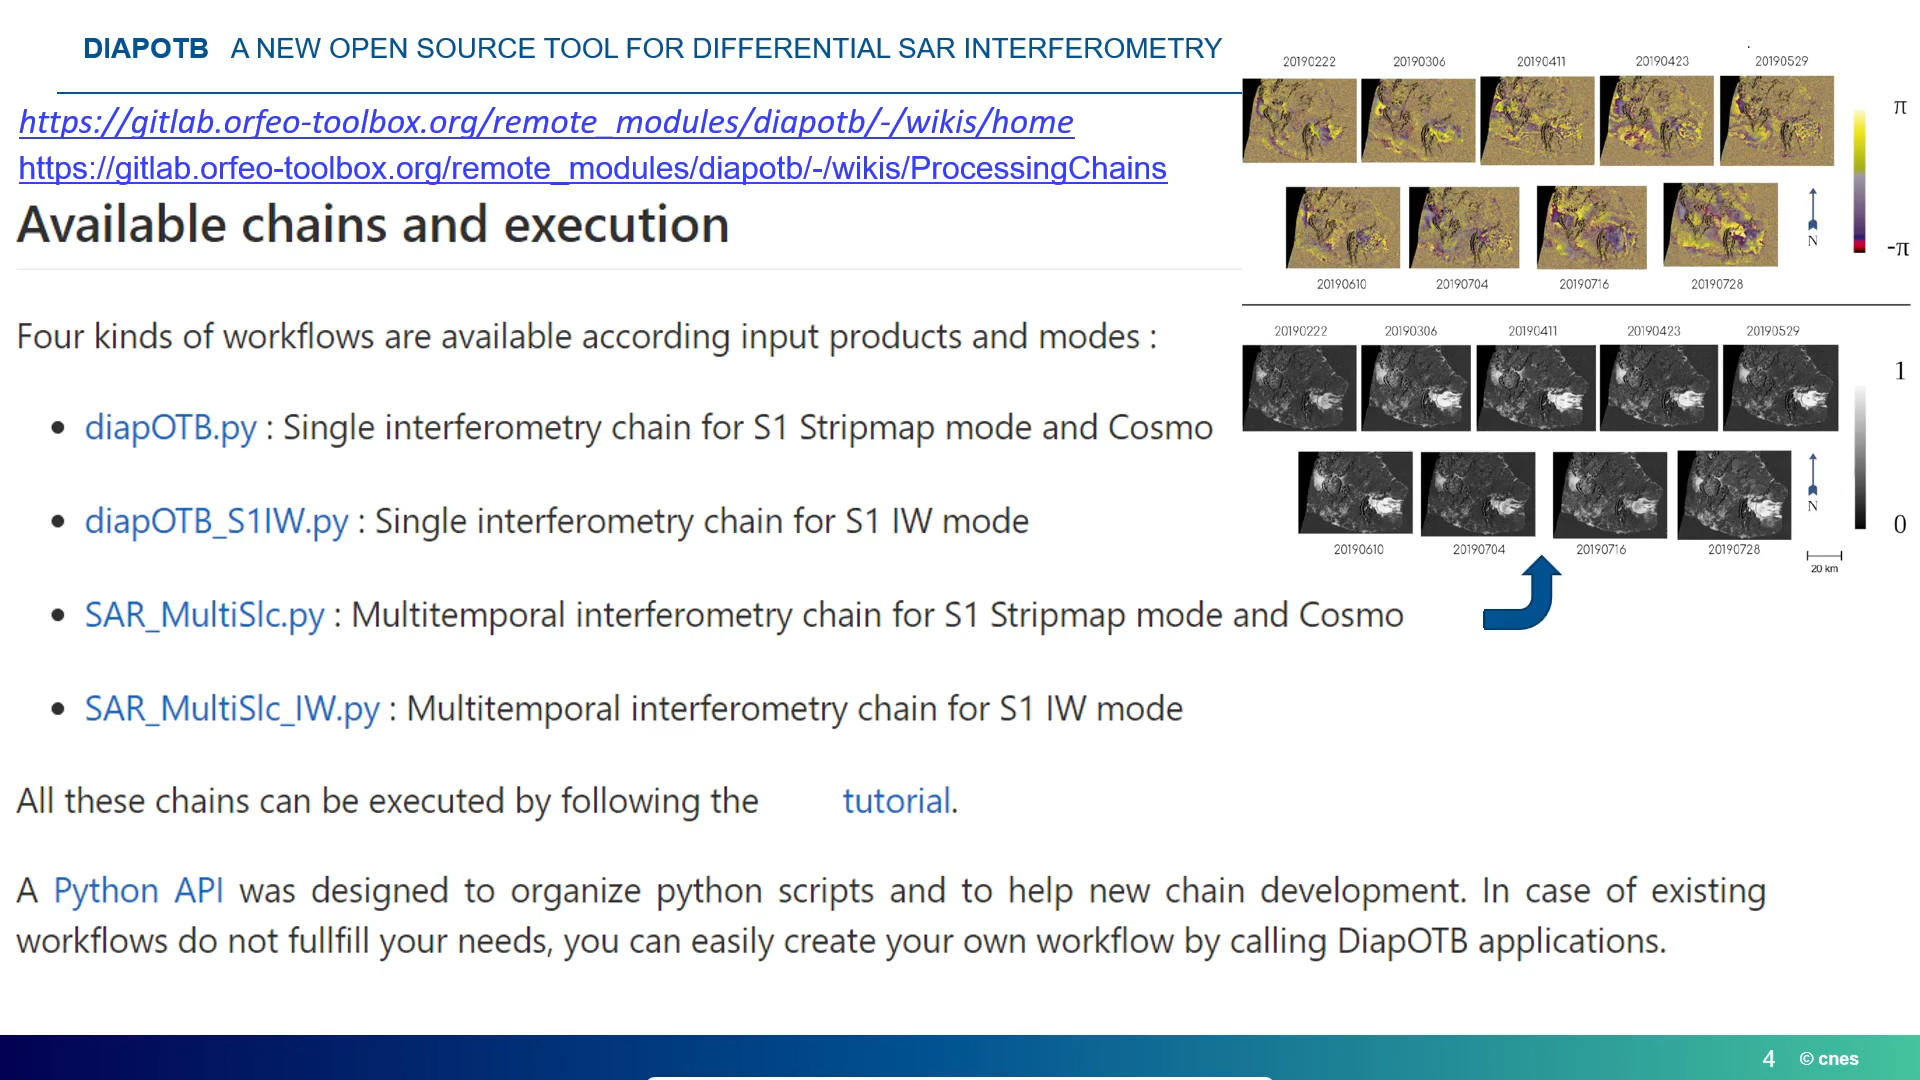 DIAPOTB A NEW OPEN SOURCE TOOL FOR DIFFERENTIAL SAR INTERFEROMETRY
https://gitlab.orfeo-toolbox.org/remote_modules/diapotb/-/wikis/home
https://gitlab.orfeo-toolbox.org/remote_modules/diapotb/-/wikis/ProcessingChains
Available chains and execution
Four kinds of workflows are available according input products and modes :
• diapOTB.py : Single interferometry chain for S1 Stripmap mode and Cosmo
• diapOTB_S1IW.py : Single interferometry chain for S1 IW mode
• SAR_MultiSlc.py : Multitemporal interferometry chain for S1 Stripmap mode and Cosmo
• SAR_MultiSlc_IW.py : Multitemporal interferometry chain for S1 IW mode
All these chains can be executed by following the tutorial.
A Python API was designed to organize python scripts and to help new chain development. In case of existing
workflows do not fullfill your needs, you can easily create your own workflow by calling DiapOTB applications.
20190222 20190306 20190411 20190423 20190529
π
-π
N
20190610 20190704 20190716 20190728
20190222 20190306 20190411 20190423 20190529
1
0
N
20190610 20190704 20190716 20190728
20 km
4 © cnes